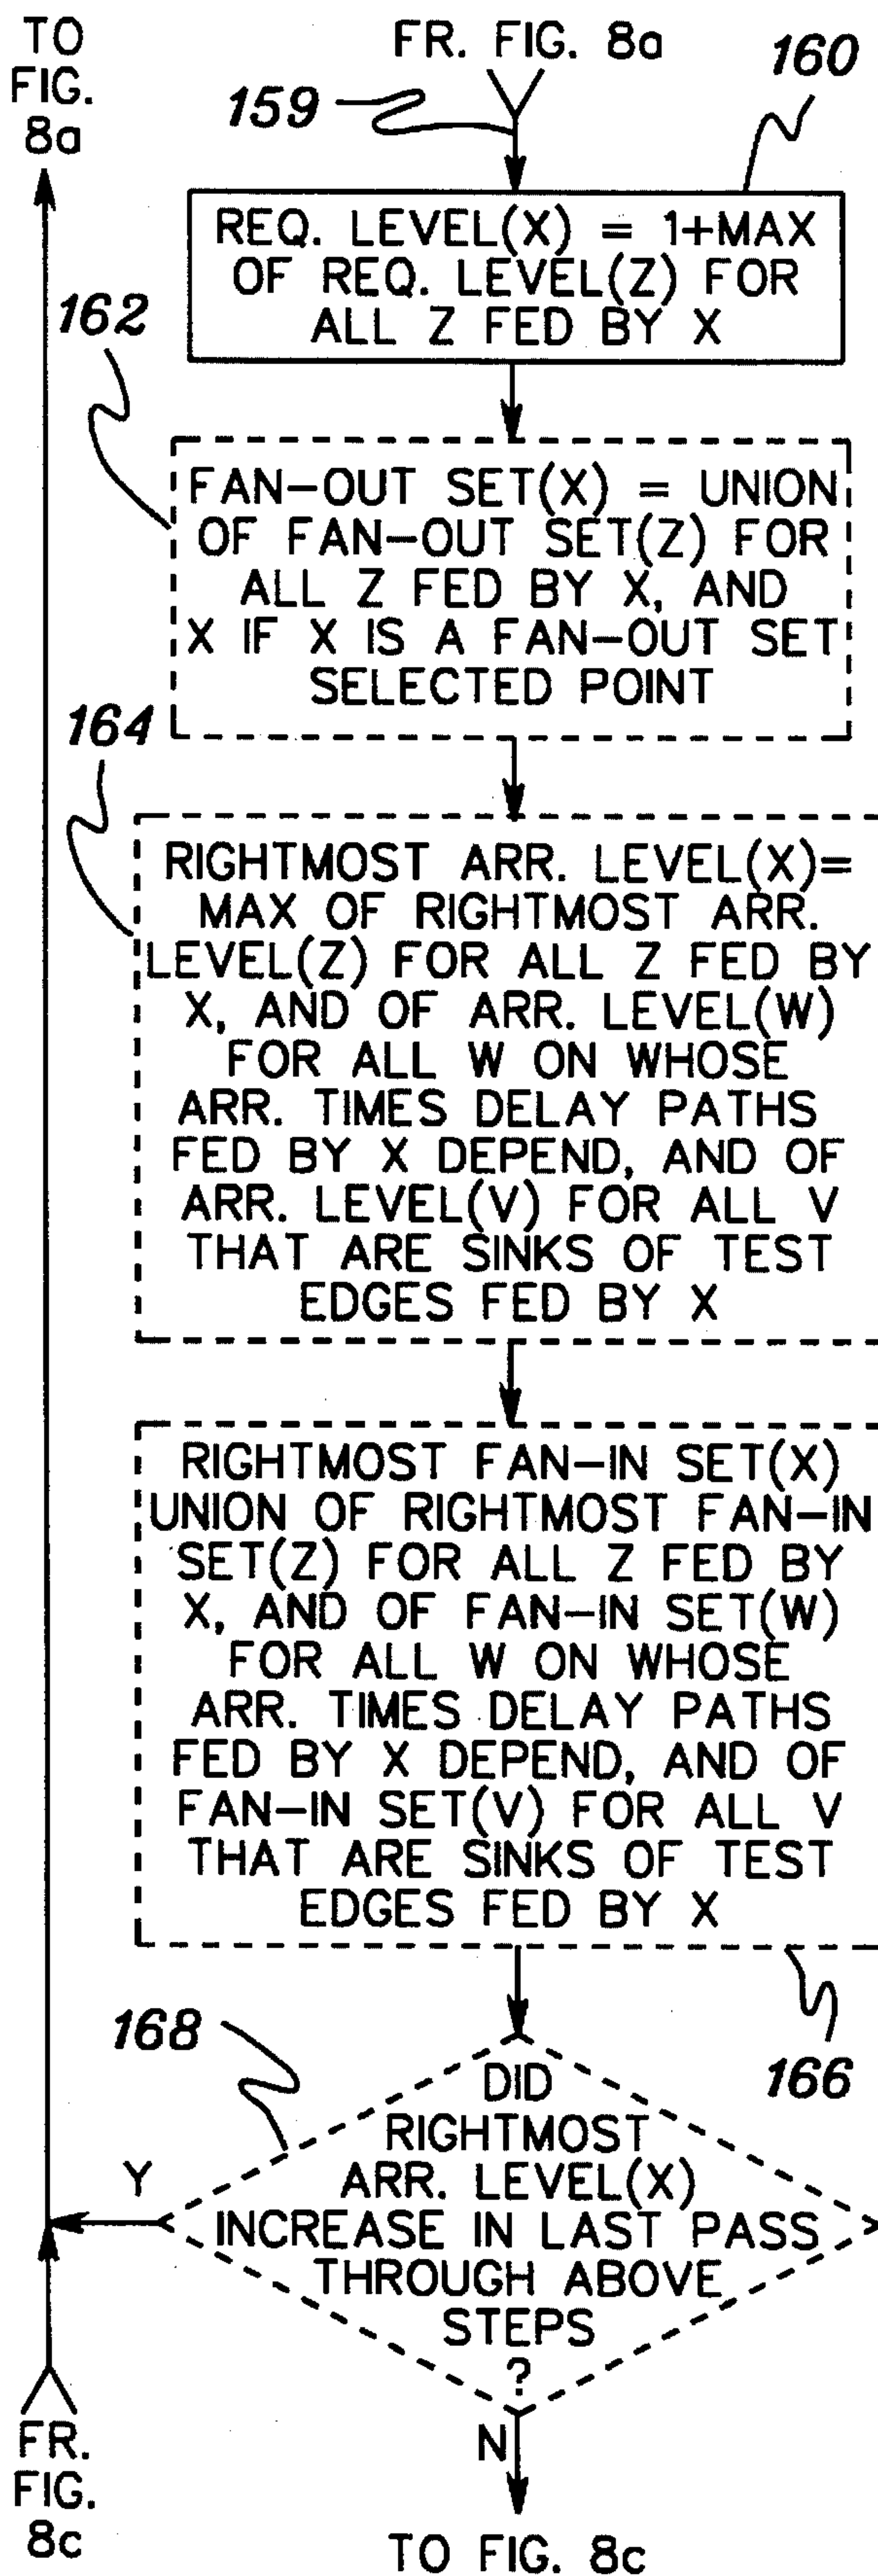 TO
FIG.
8a
FR. FIG. 8a
160
159
REQ. LEVEL(X) = 1+MAX
OF REQ. LEVEL(Z) FOR
ALL Z FED BY X
162
FAN-OUT SET(X) = UNION
OF FAN-OUT SET(Z) FOR
ALL Z FED BY X, AND
X IF X IS A FAN-OUT SET
SELECTED POINT
164
RIGHTMOST ARR. LEVEL(X)=
MAX OF RIGHTMOST ARR.
LEVEL(Z) FOR ALL Z FED BY
X, AND OF ARR. LEVEL(W)
FOR ALL W ON WHOSE
ARR. TIMES DELAY PATHS
FED BY X DEPEND, AND OF
ARR. LEVEL(V) FOR ALL V
THAT ARE SINKS OF TEST
EDGES FED BY X
RIGHTMOST FAN-IN SET(X)
UNION OF RIGHTMOST FAN-IN
SET(Z) FOR ALL Z FED BY
X, AND OF FAN-IN SET(W)
FOR ALL W ON WHOSE
ARR. TIMES DELAY PATHS
FED BY X DEPEND, AND OF
FAN-IN SET(V) FOR ALL V
THAT ARE SINKS OF TEST
EDGES FED BY X
168
166
DID
RIGHTMOST
ARR. LEVEL(X)
INCREASE IN LAST PASS
THROUGH ABOVE
STEPS
?
Y
N
FR.
FIG.
8c
TO FIG. 8c